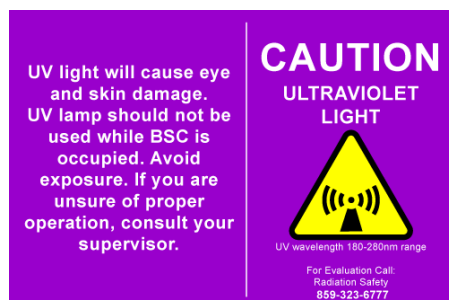 UV light will cause eye
and skin damage.
UV lamp should not be
used while BSC is
occupied. Avoid
exposure. If you are
unsure of proper
operation, consult your
supervisor.
CAUTION
ULTRAVIOLET
LIGHT
UV wavelength 180-280nm range
For Evaluation Call:
Radiation Safety
859-323-6777